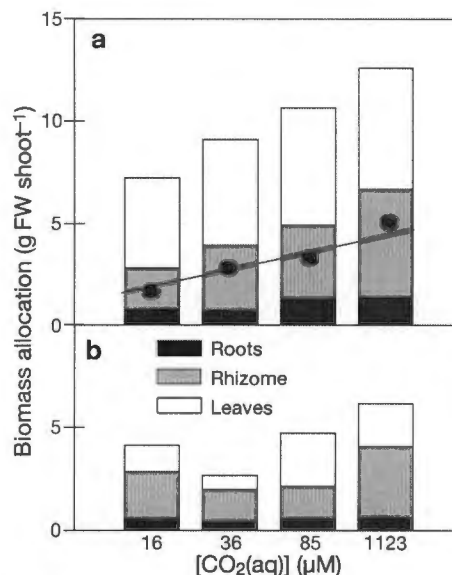 15
a
10
5
0
Biomass allocation (g FW shoot⁻¹)
b
Roots
Rhizome
Leaves
5
0
16 36 85 1123
[CO₂(aq)] (µM)